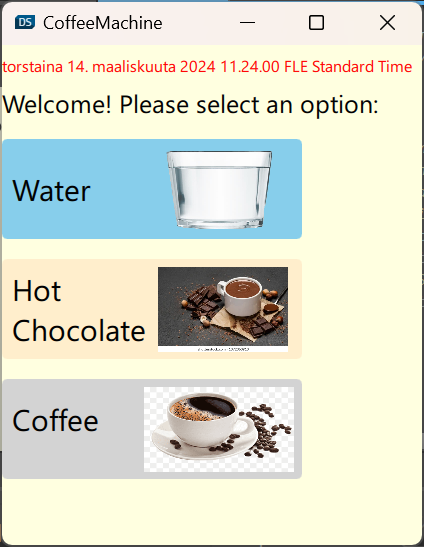 DS CoffeeMachine
torstaina 14. maaliskuuta 2024 11.24.00 FLE Standard Time
Welcome! Please select an option:
Water
Hot
Chocolate
Coffee